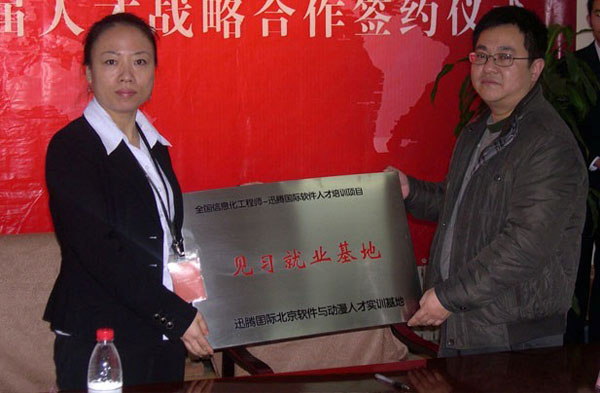 届人才战略合作签约仪式
全国信息化工程师-迅腾国际软件人才培训项目
见习就业基地
迅腾国际北京软件与动漫人才实训基地